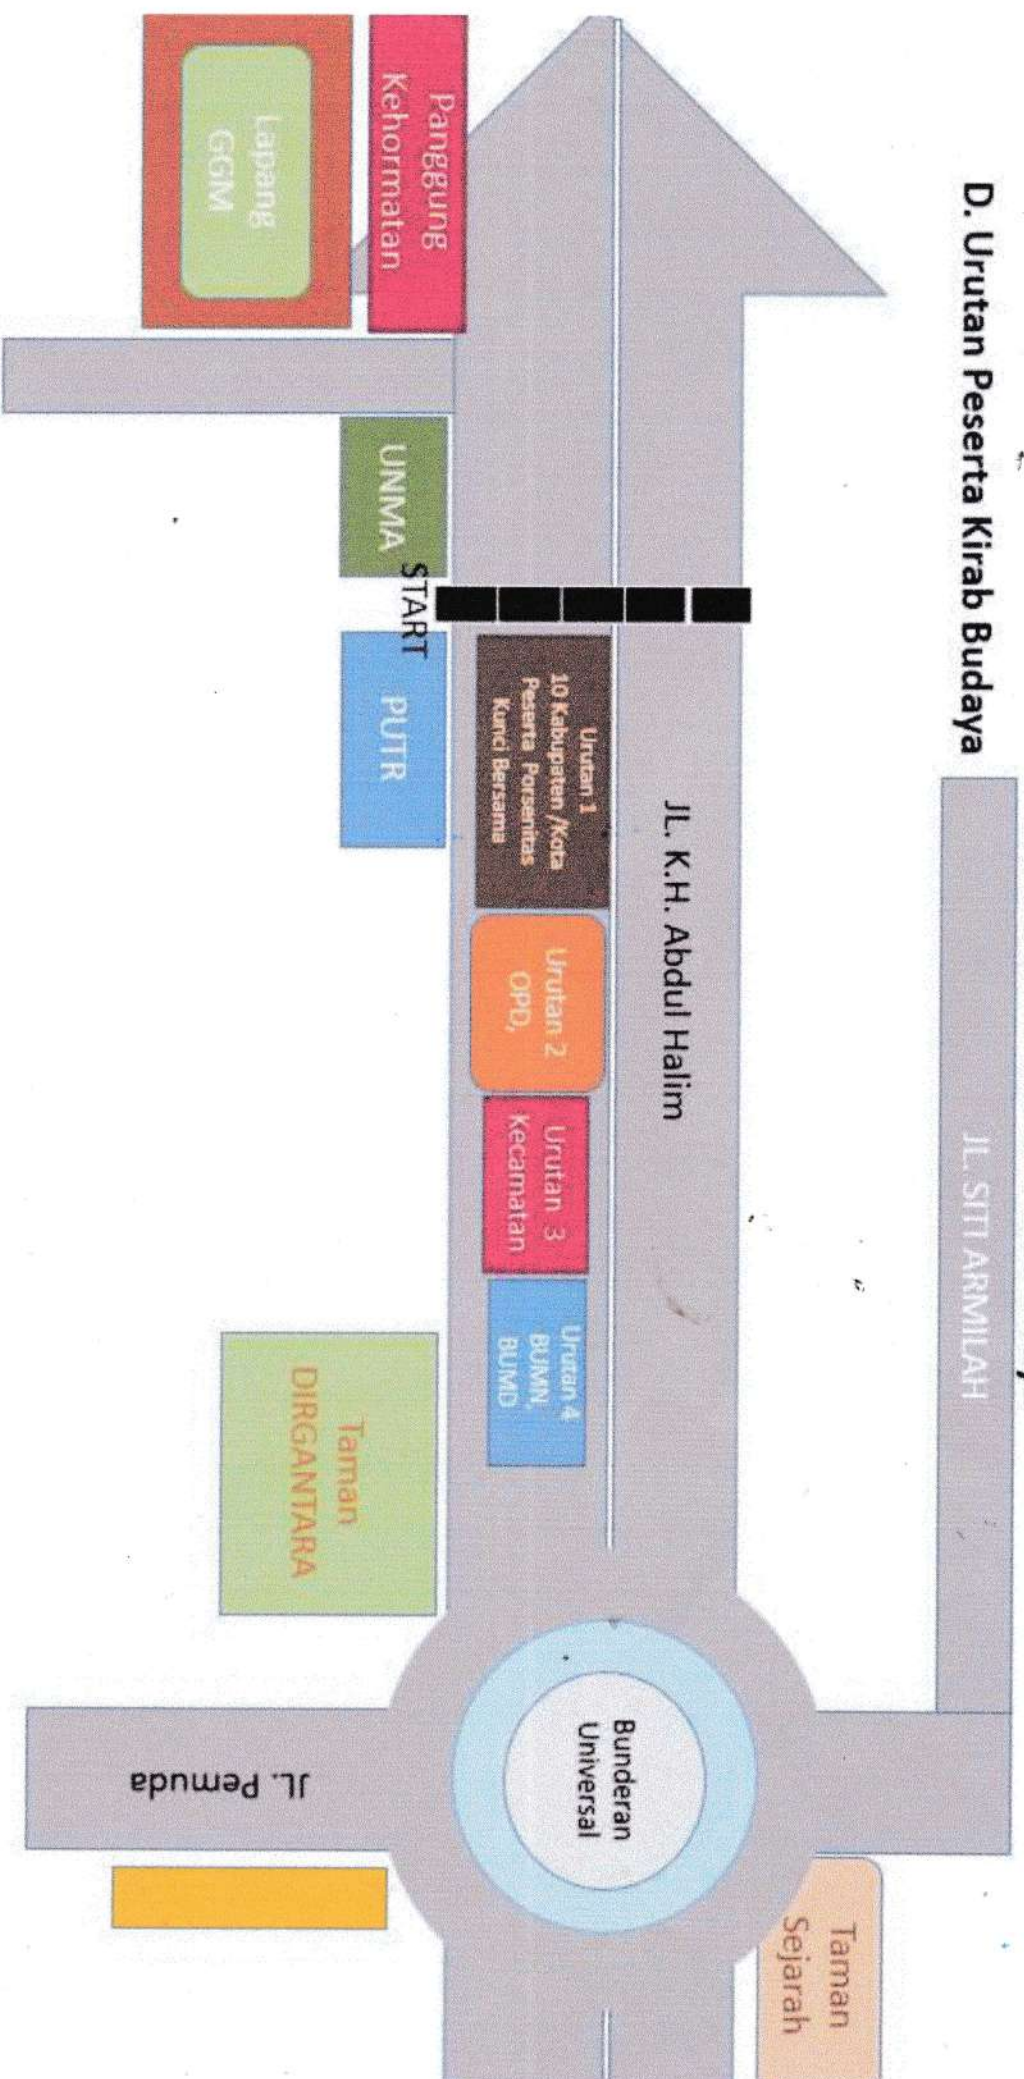 D. Urutan Peserta Kirab Budaya
JL. SITI ARMILAH
JL. K.H. Abdul Halim
Panggung
Kehormatan
Lapang
GGM
UNMA
START
PUTR
Urutan 1
10 Kabupaten /Kota
Peserta Porsenitas
Kunci Bersama
Urutan 2
OPD,
Urutan 3
Kecamatan
Urutan 4
BUMN,
BUMD
Taman
DIRGANTARA
Bunderan
Universal
JL. Pemuda
Taman
Sejarah